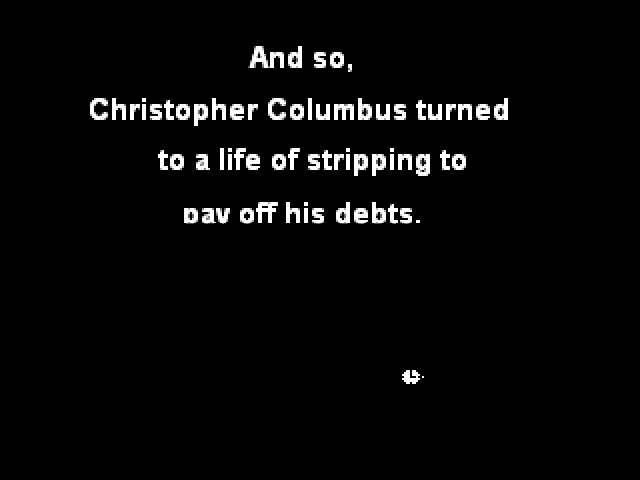 And so,
Christopher Columbus turned
to a life of stripping to
pay off his debts.